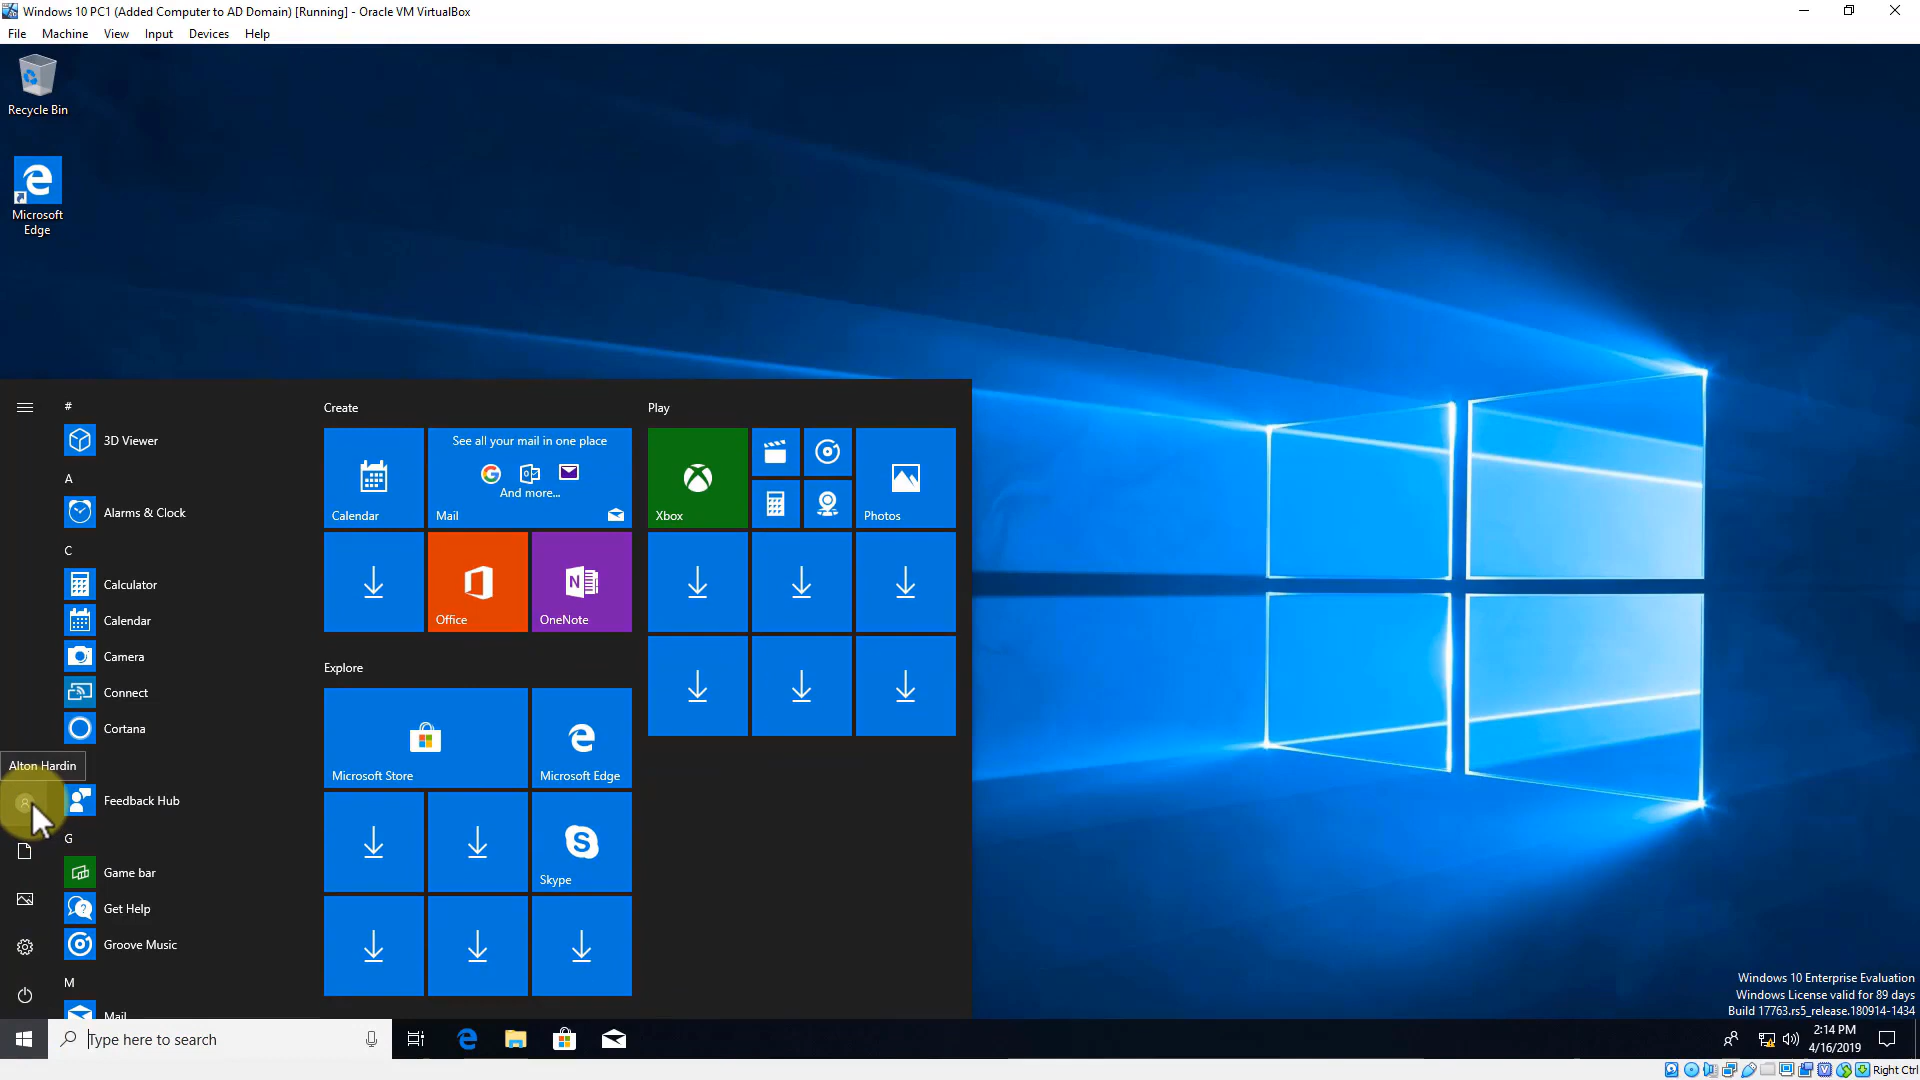 Windows 10 PC1 (Added Computer to AD Domain) [Running] - Oracle VM VirtualBox
File Machine View Input Devices Help
Recycle Bin
Microsoft
Edge
#
3D Viewer
A
Alarms & Clock
C
Calculator
Calendar
Camera
Connect
Cortana
Alton Hardin
Feedback Hub
G
Game bar
Get Help
Groove Music
M
Mail
Create
See all your mail in one place
And more...
Calendar
Mail
Office
OneNote
Explore
Microsoft Store
Microsoft Edge
Skype
Play
Xbox
Photos
Windows 10 Enterprise Evaluation
Windows License valid for 89 days
Build 17763.rs5_release.180914-1434
Type here to search
2:14 PM
4/16/2019
Right Ctrl